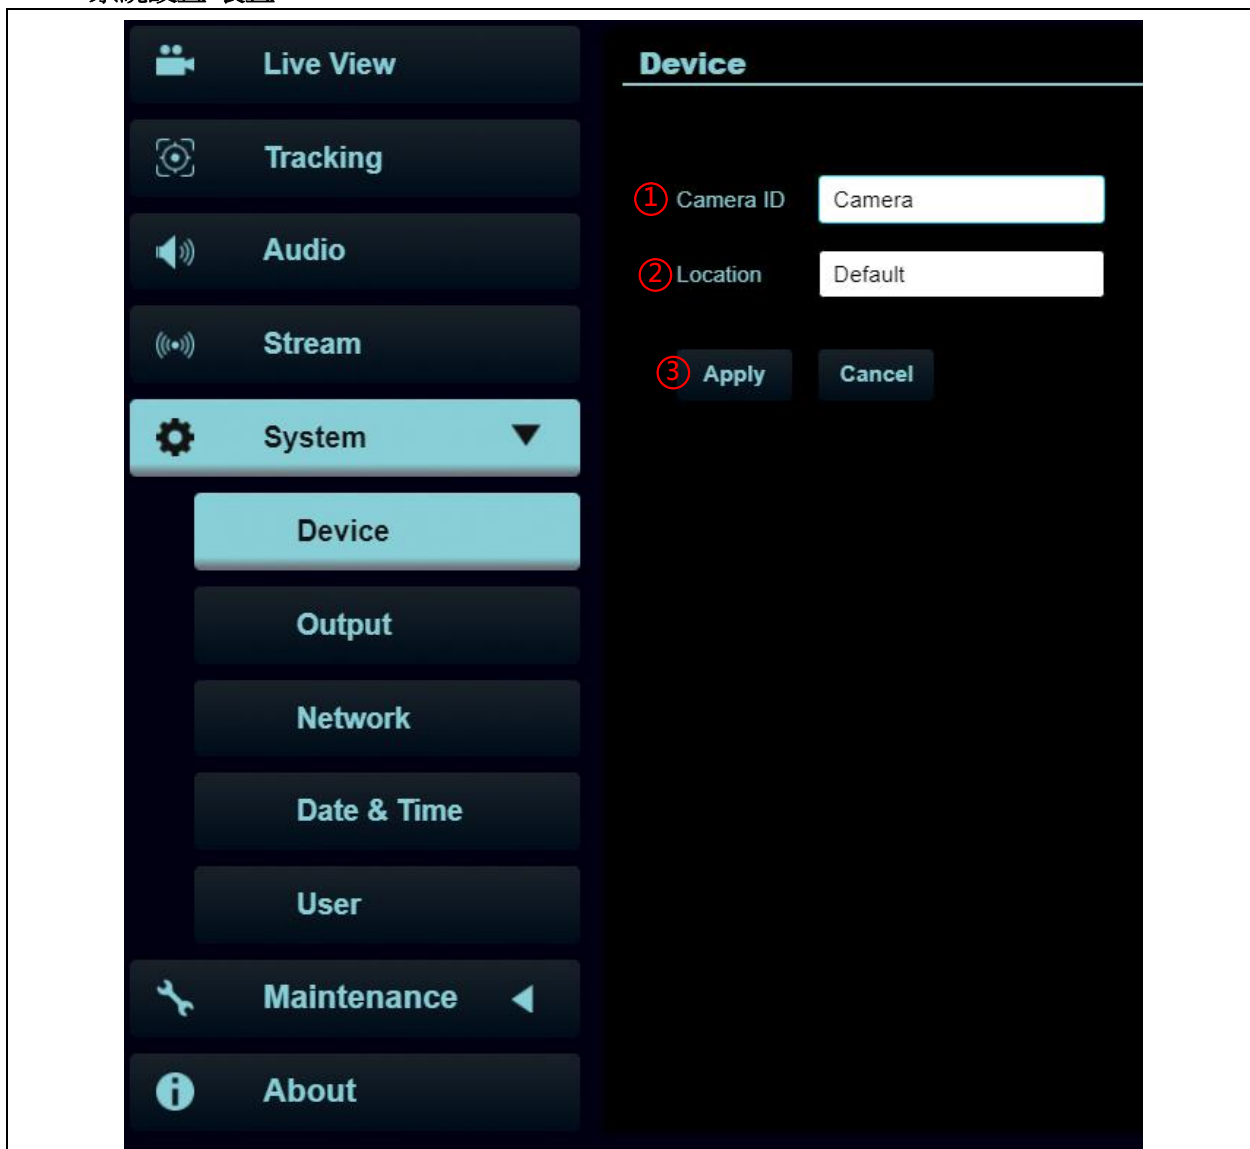 Live View
Tracking
Audio
Stream
System
Device
Output
Network
Date & Time
User
Maintenance
About
Device
① Camera ID Camera
② Location Default
③ Apply Cancel